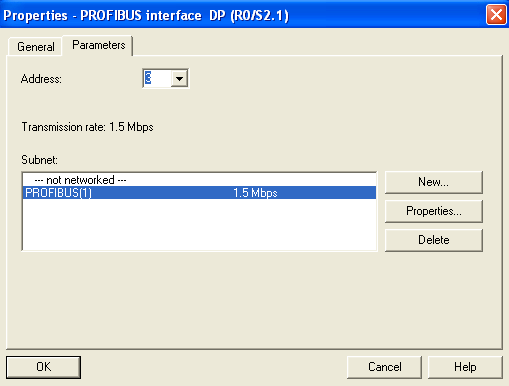 Properties - PROFIBUS interface  DP (R0/S2.1)
General Parameters
Address: 3
Transmission rate: 1.5 Mbps
Subnet:
--- not networked ---
PROFIBUS(1) 1.5 Mbps
New...
Properties...
Delete
OK Cancel Help